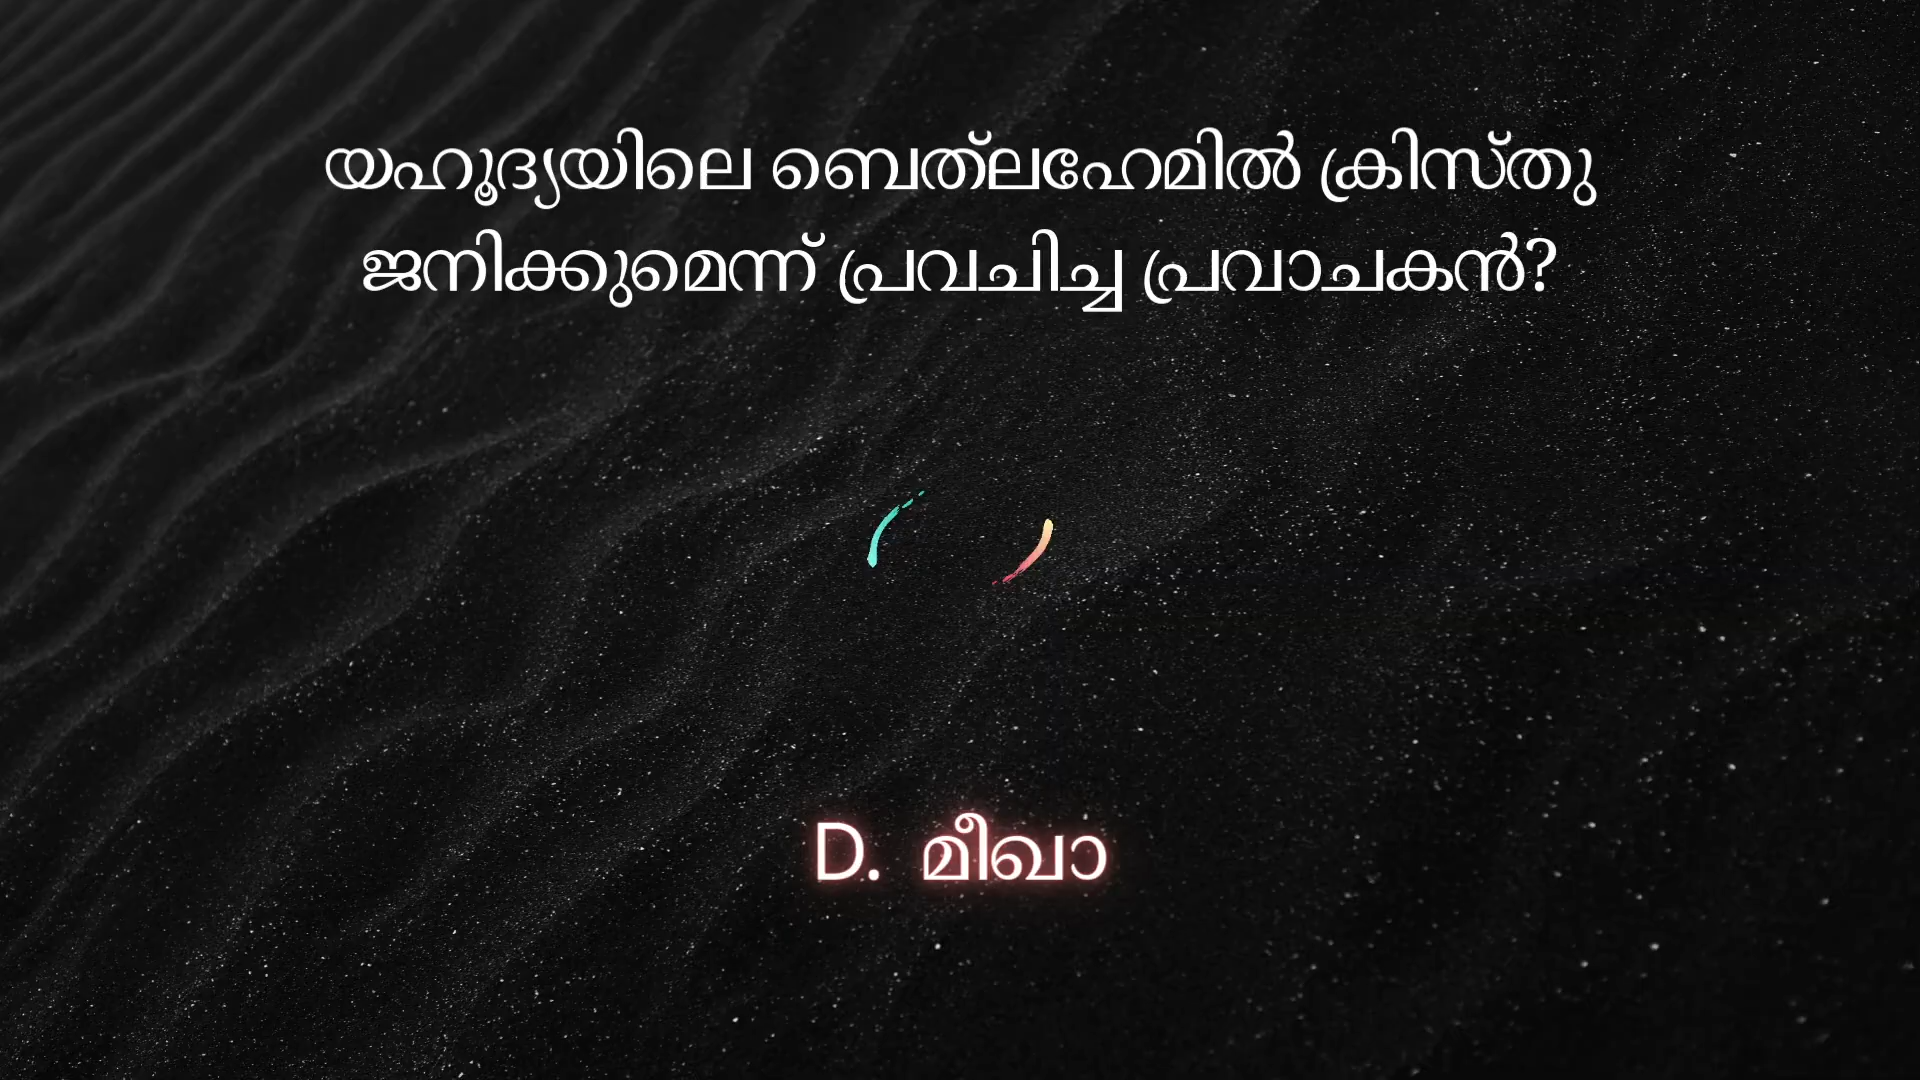 യഹൂദ്യയിലെ ബെത്‌ലഹേമിൽ ക്രിസ്തു
ജനിക്കുമെന്ന് പ്രവചിച്ച പ്രവാചകൻ?
D. മീഖാ